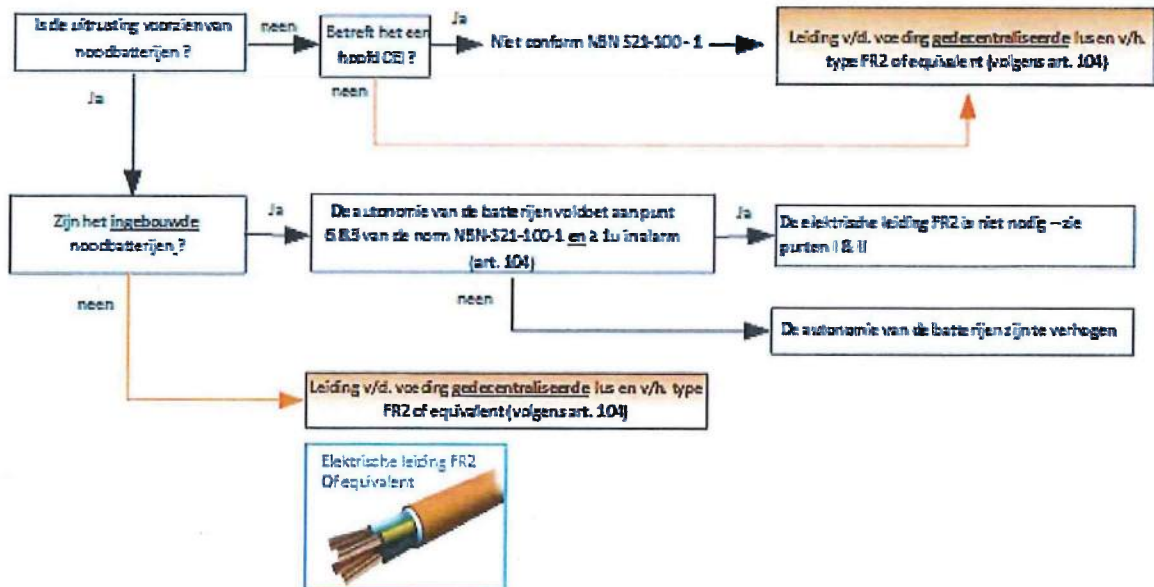 Is de uitrusting voorzien van
noodbatterijen ?
neen
Betreft het een
hoofd CEI ?
Ja
Niet conform NBN S21-100 - 1
Leiding v/d. voeding gedecentraliseerde lus en v/h.
type FR2 of equivalent (volgens art. 104)
neen
Ja
Zijn het ingebouwde
noodbatterijen ?
Ja
De autonomie van de batterijen voldoet aan punt
6.8.3 van de norm NBN-S21-100-1 en ≥ 1u in alarm
(art. 104)
Ja
De elektrische leiding FR2 is niet nodig – zie
punten I & II
neen
neen
De autonomie van de batterijen zijn te verhogen
Leiding v/d. voeding gedecentraliseerde lus en v/h. type
FR2 of equivalent (volgens art. 104)
Elektrische leiding FR2
Of equivalent